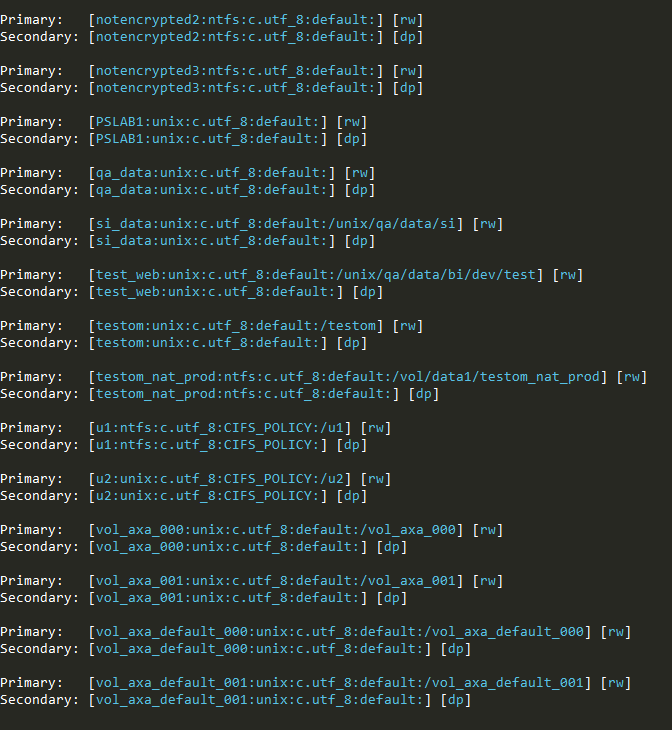 Primary:   [notencrypted2:ntfs:c.utf_8:default:] [rw]
Secondary: [notencrypted2:ntfs:c.utf_8:default:] [dp]
Primary:   [notencrypted3:ntfs:c.utf_8:default:] [rw]
Secondary: [notencrypted3:ntfs:c.utf_8:default:] [dp]
Primary:   [PSLAB1:unix:c.utf_8:default:] [rw]
Secondary: [PSLAB1:unix:c.utf_8:default:] [dp]
Primary:   [qa_data:unix:c.utf_8:default:] [rw]
Secondary: [qa_data:unix:c.utf_8:default:] [dp]
Primary:   [si_data:unix:c.utf_8:default:/unix/qa/data/si] [rw]
Secondary: [si_data:unix:c.utf_8:default:] [dp]
Primary:   [test_web:unix:c.utf_8:default:/unix/qa/data/bi/dev/test] [rw]
Secondary: [test_web:unix:c.utf_8:default:] [dp]
Primary:   [testom:unix:c.utf_8:default:/testom] [rw]
Secondary: [testom:unix:c.utf_8:default:] [dp]
Primary:   [testom_nat_prod:ntfs:c.utf_8:default:/vol/data1/testom_nat_prod] [rw]
Secondary: [testom_nat_prod:ntfs:c.utf_8:default:] [dp]
Primary:   [u1:ntfs:c.utf_8:CIFS_POLICY:/u1] [rw]
Secondary: [u1:ntfs:c.utf_8:CIFS_POLICY:] [dp]
Primary:   [u2:unix:c.utf_8:CIFS_POLICY:/u2] [rw]
Secondary: [u2:unix:c.utf_8:CIFS_POLICY:] [dp]
Primary:   [vol_axa_000:unix:c.utf_8:default:/vol_axa_000] [rw]
Secondary: [vol_axa_000:unix:c.utf_8:default:] [dp]
Primary:   [vol_axa_001:unix:c.utf_8:default:/vol_axa_001] [rw]
Secondary: [vol_axa_001:unix:c.utf_8:default:] [dp]
Primary:   [vol_axa_default_000:unix:c.utf_8:default:/vol_axa_default_000] [rw]
Secondary: [vol_axa_default_000:unix:c.utf_8:default:] [dp]
Primary:   [vol_axa_default_001:unix:c.utf_8:default:/vol_axa_default_001] [rw]
Secondary: [vol_axa_default_001:unix:c.utf_8:default:] [dp]